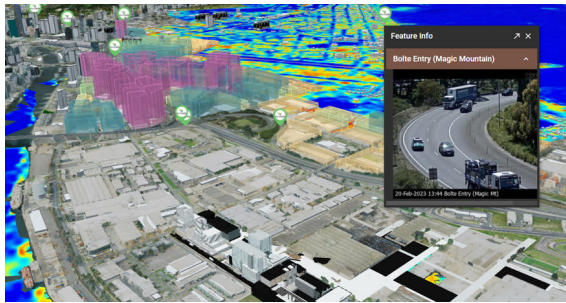 Feature Info
Bolte Entry (Magic Mountain)
20-Feb-2023 13:44 Bolte Entry (Magic Mt)